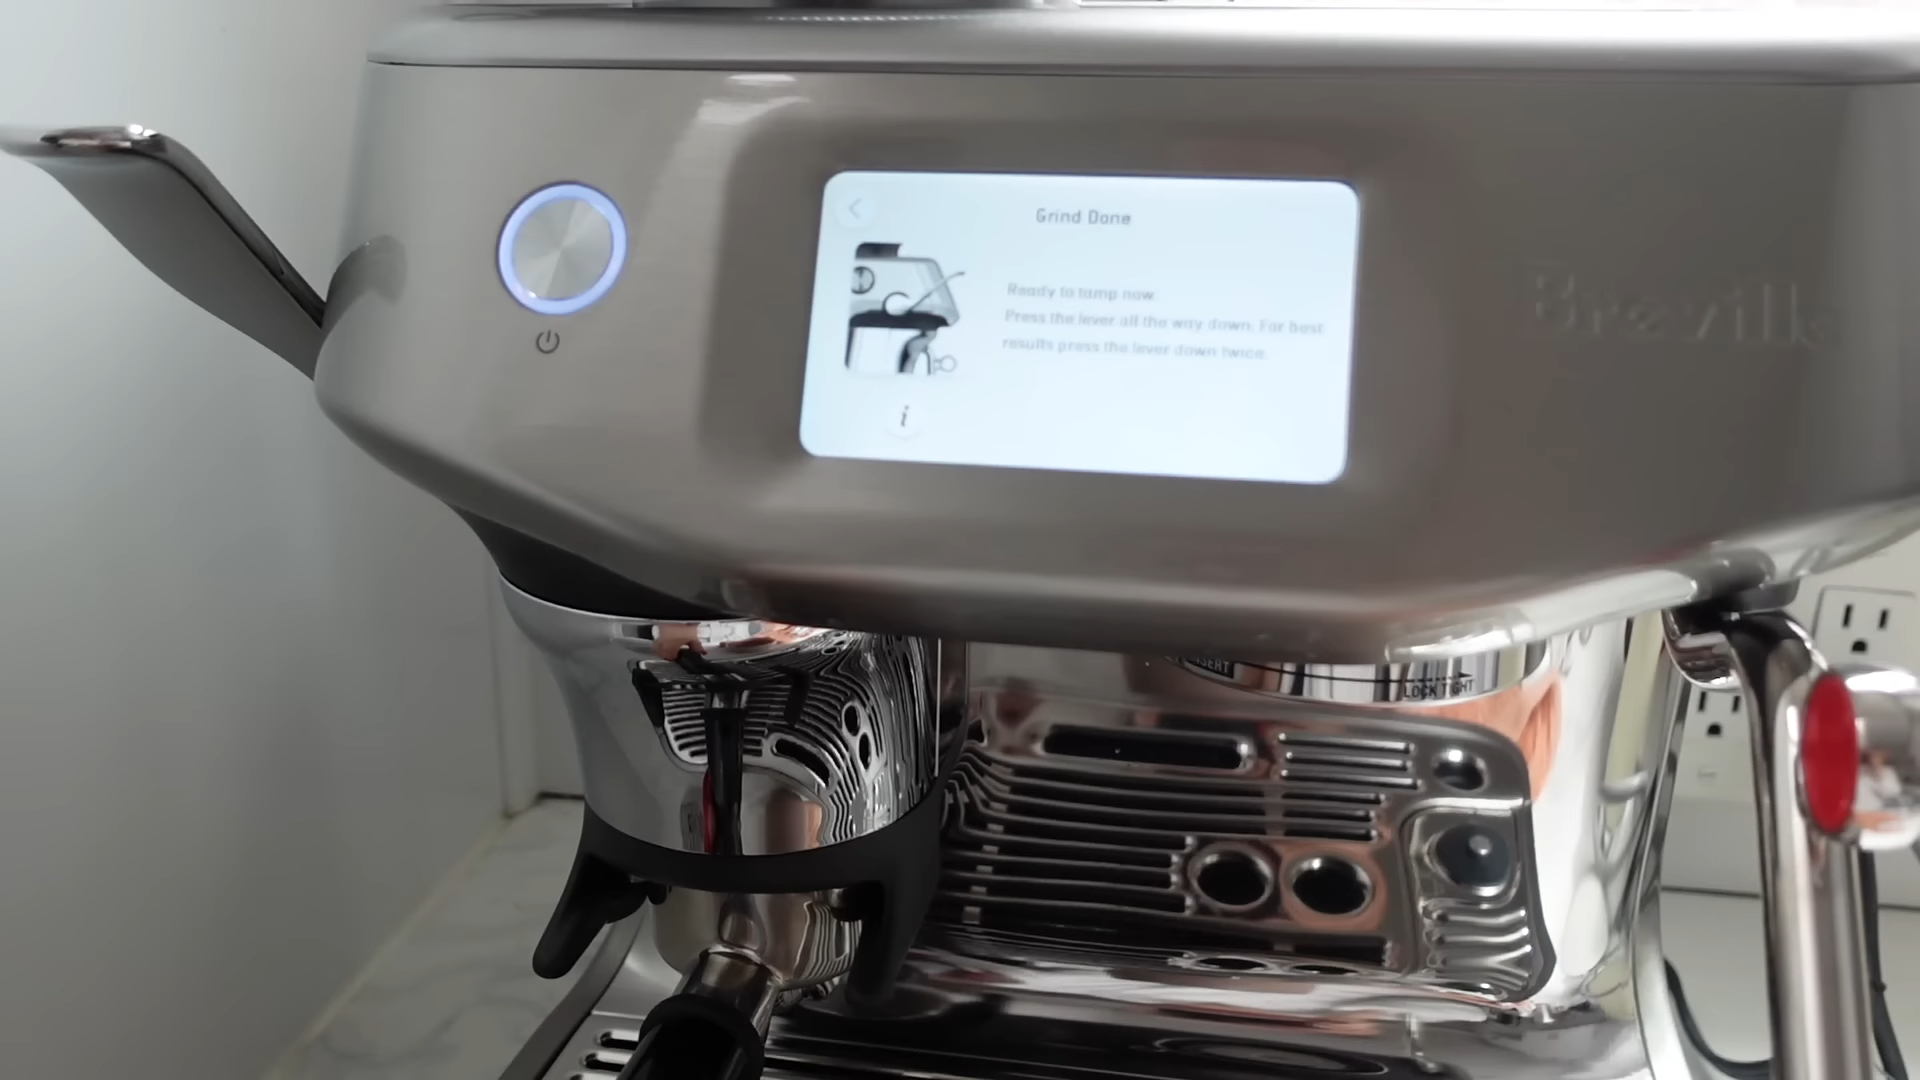 Grind Done
Ready to tamp now.
Press the lever all the way down. For best
results press the lever down twice.
i
Breville
INSERT
LOCK TIGHT